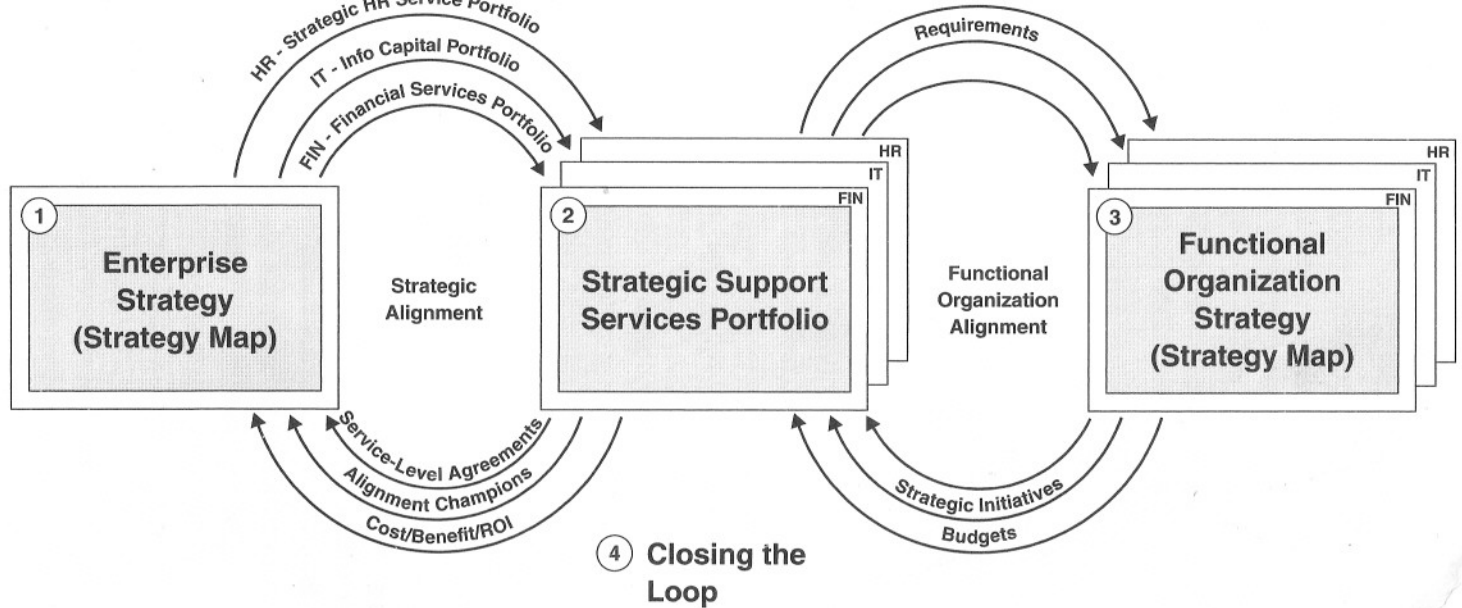 HR - Strategic HR Service Portfolio
IT - Info Capital Portfolio
FIN - Financial Services Portfolio
Requirements
HR
IT
FIN
HR
IT
FIN
1
Enterprise
Strategy
(Strategy Map)
Strategic
Alignment
2
Strategic Support
Services Portfolio
Functional
Organization
Alignment
3
Functional
Organization
Strategy
(Strategy Map)
Service-Level Agreements
Alignment Champions
Cost/Benefit/ROI
Strategic Initiatives
Budgets
4 Closing the
Loop